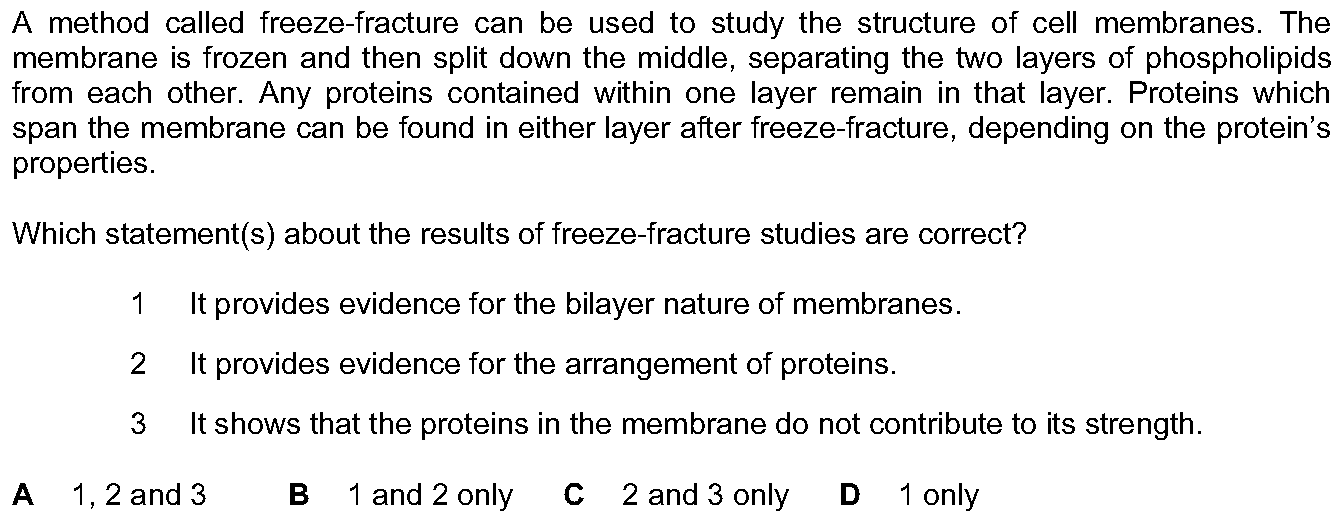 A method called freeze-fracture can be used to study the structure of cell membranes. The
membrane is frozen and then split down the middle, separating the two layers of phospholipids
from each other. Any proteins contained within one layer remain in that layer. Proteins which
span the membrane can be found in either layer after freeze-fracture, depending on the protein’s
properties.
Which statement(s) about the results of freeze-fracture studies are correct?
1 It provides evidence for the bilayer nature of membranes.
2 It provides evidence for the arrangement of proteins.
3 It shows that the proteins in the membrane do not contribute to its strength.
A 1, 2 and 3 B 1 and 2 only C 2 and 3 only D 1 only